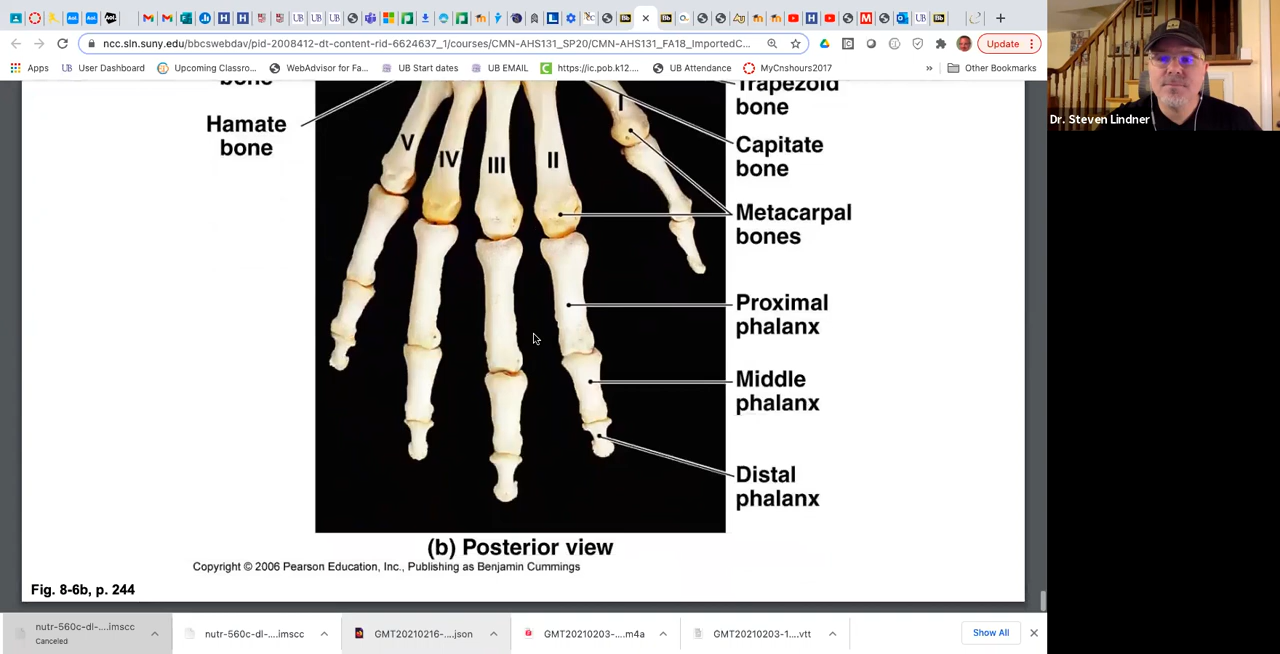 ncc.sln.suny.edu/bbcswebdav/pid-2008412-dt-content-rid-6624637_1/courses/CMN-AHS131_SP20/CMN-AHS131_FA18_ImportedC...
Update
Apps
User Dashboard
Upcoming Classro...
WebAdvisor for Fa...
UB Start dates
UB EMAIL
https://ic.pob.k12....
UB Attendance
MyCnshours2017
»
Other Bookmarks
Dr. Steven Lindner
bone
Hamate
bone
Trapezoid
bone
Capitate
bone
Metacarpal
bones
Proximal
phalanx
Middle
phalanx
Distal
phalanx
V
IV
III
II
I
(b) Posterior view
Copyright © 2006 Pearson Education, Inc., Publishing as Benjamin Cummings
Fig. 8-6b, p. 244
nutr-560c-dl-....imscc
Canceled
nutr-560c-dl-....imscc
GMT20210216-....json
GMT20210203-....m4a
GMT20210203-1....vtt
Show All